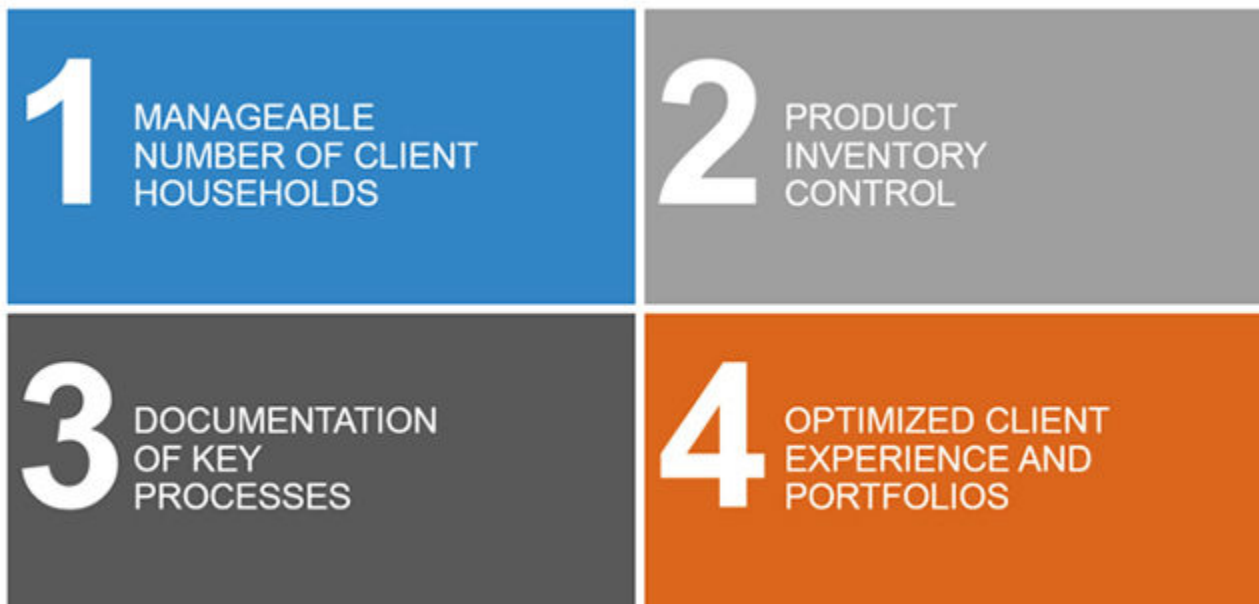 1
MANAGEABLE
NUMBER OF CLIENT
HOUSEHOLDS
2
PRODUCT
INVENTORY
CONTROL
3
DOCUMENTATION
OF KEY
PROCESSES
4
OPTIMIZED CLIENT
EXPERIENCE AND
PORTFOLIOS